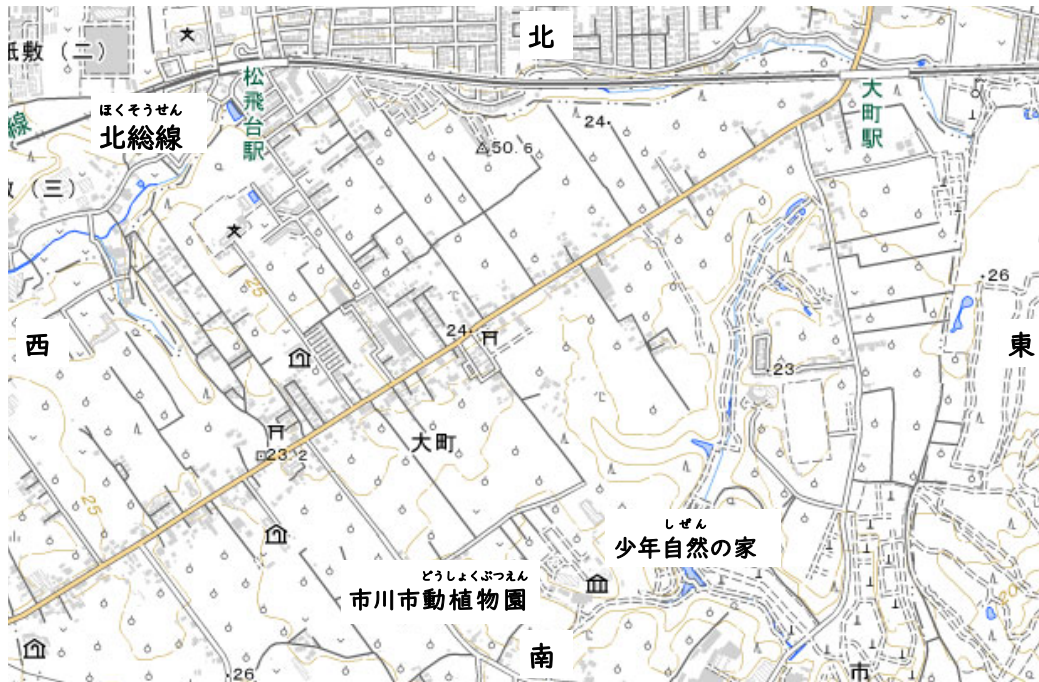 北
紙敷（二）
松飛台駅
大町駅
ほくそうせん
北総線
線
24
50.6
（三）
26
25
西
24
東
23
大町
23.2
25
しぜん
少年自然の家
どうしょくぶつえん
市川市動植物園
20
南
市
26